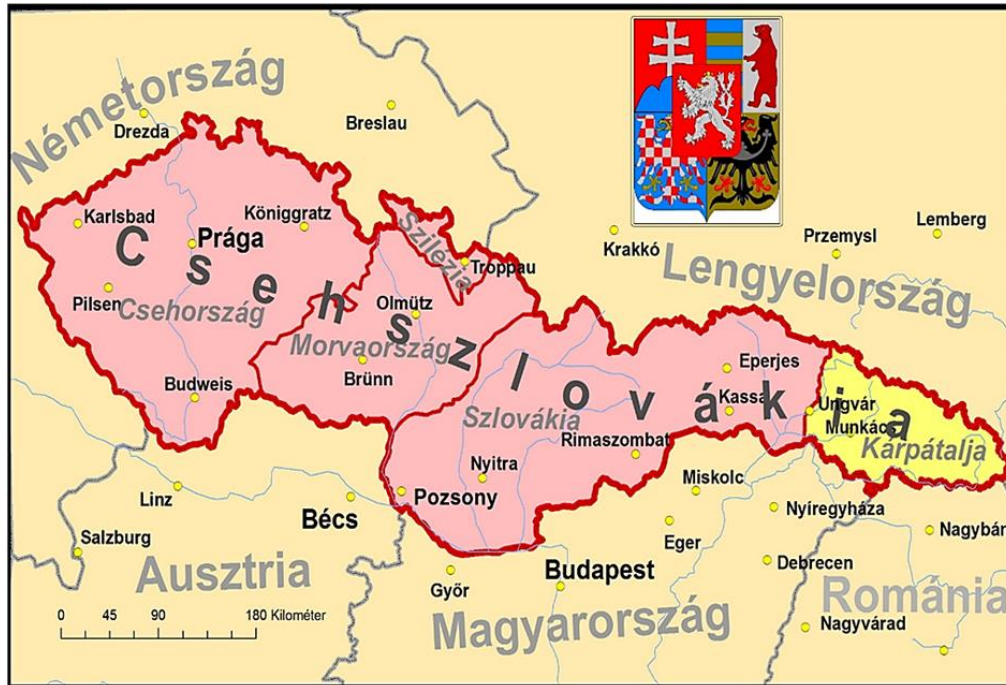 Németország
Drezda
Breslau
Karlsbad
Königgratz
Prága
Szilézia
Troppau
Krakkó
Przemysl
Lemberg
Lengyelország
Csehszlovákia
Pilsen
Csehország
Olmütz
Morvaország
Brünn
Budweis
Szlovákia
Eperjes
Kassa
Rimaszombat
Ungvár
Munkács
Kárpátalja
Nyitra
Pozsony
Linz
Bécs
Miskolc
Nyíregyháza
Salzburg
Ausztria
Eger
Debrecen
Nagybán
Győr
Budapest
Magyarország
Románia
Nagyvárad
0 45 90 180 Kilométer